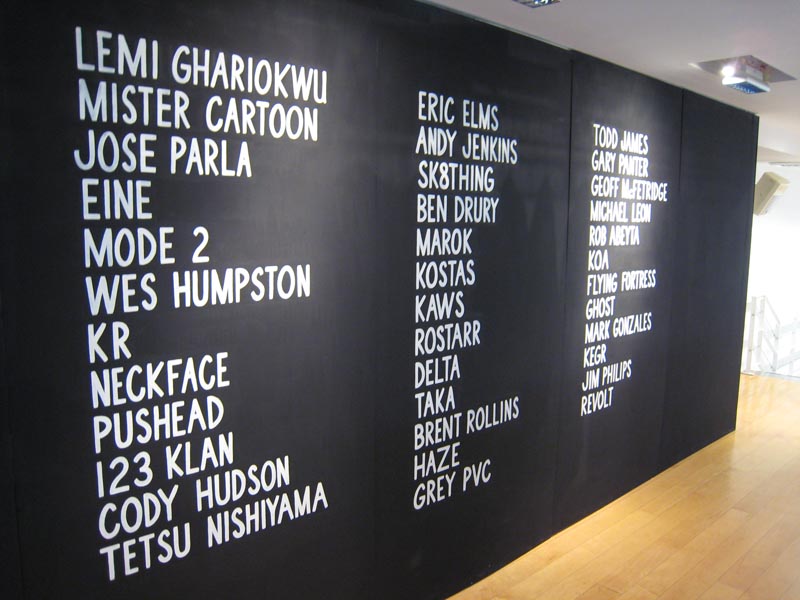 LEMI GHARIOKWU
MISTER CARTOON
JOSE PARLA
EINE
MODE 2
WES HUMPSTON
KR
NECKFACE
PUSHEAD
123 KLAN
CODY HUDSON
TETSU NISHIYAMA
ERIC ELMS
ANDY JENKINS
SK8THING
BEN DRURY
MAROK
KOSTAS
KAWS
ROSTARR
DELTA
TAKA
BRENT ROLLINS
HAZE
GREY PVC
TODD JAMES
GARY PANTER
GEOFF McFETRIDGE
MICHAEL LEON
ROB ABEYTA
KOA
FLYING FORTRESS
GHOST
MARK GONZALES
KEGR
JIM PHILIPS
REVOLT